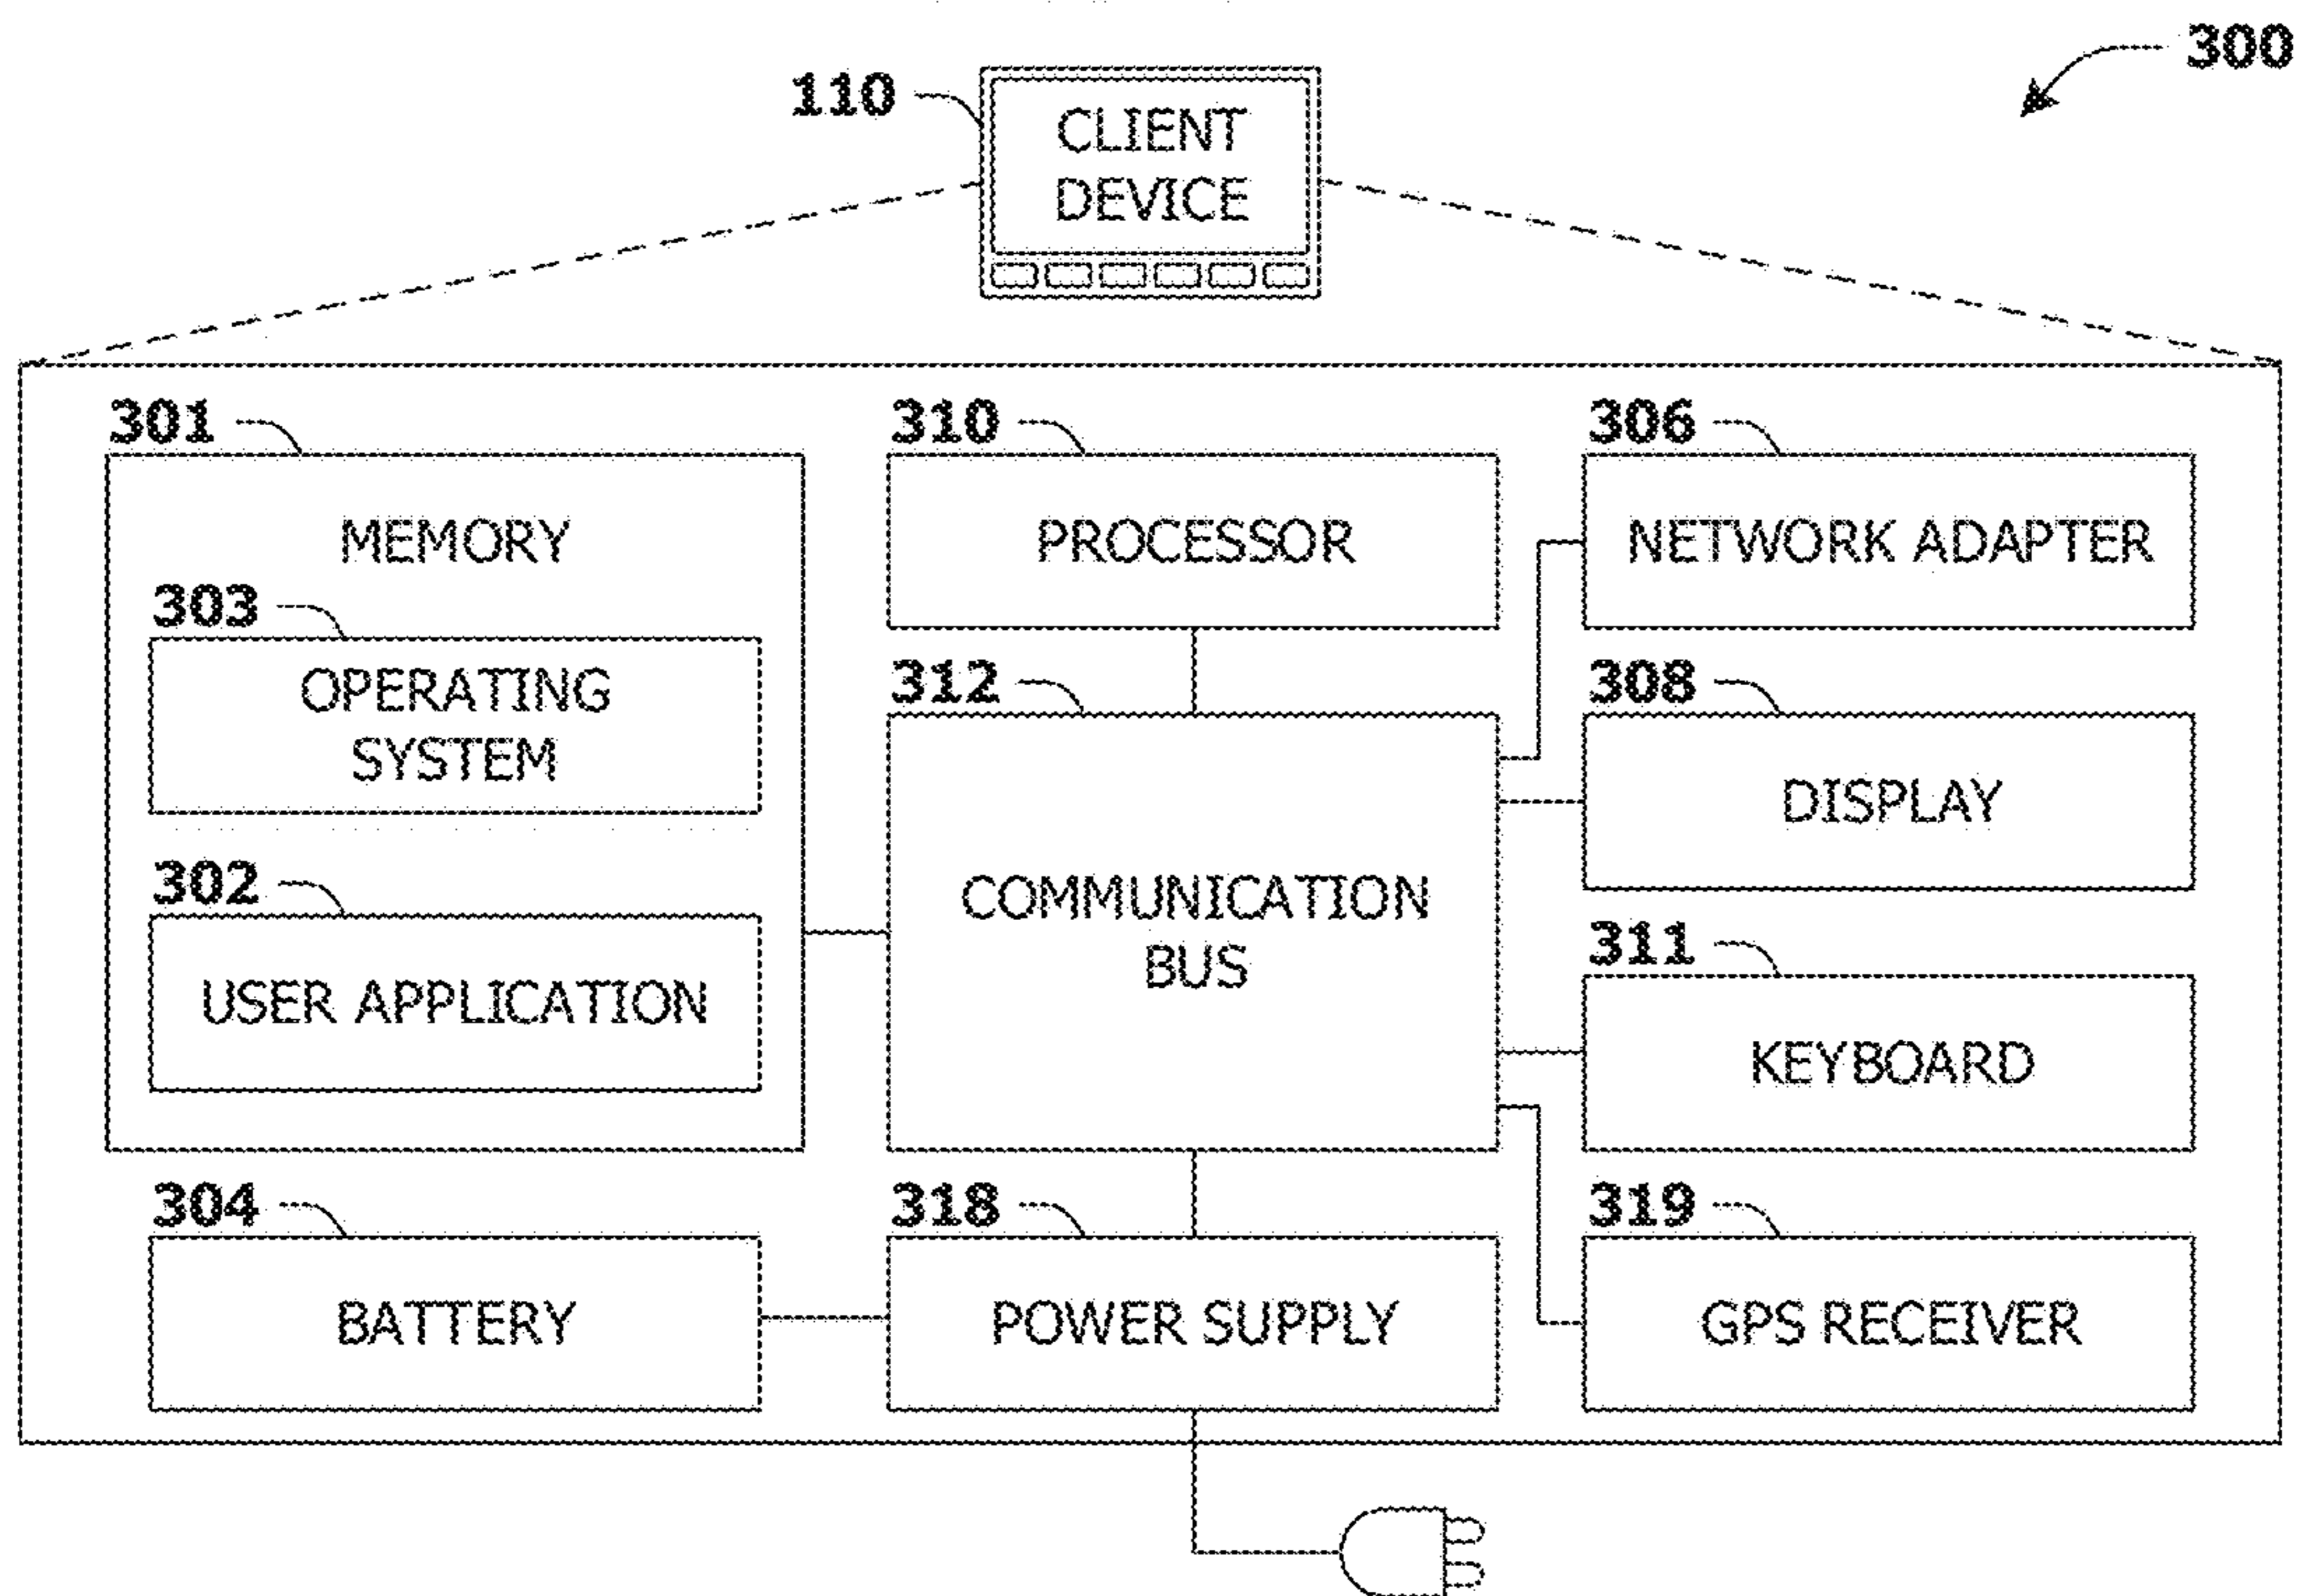 300
110
CLIENT
DEVICE
301
310
306
MEMORY
PROCESSOR
NETWORK ADAPTER
303
OPERATING
SYSTEM
312
308
DISPLAY
302
USER APPLICATION
COMMUNICATION
BUS
311
KEYBOARD
304
318
319
BATTERY
POWER SUPPLY
GPS RECEIVER